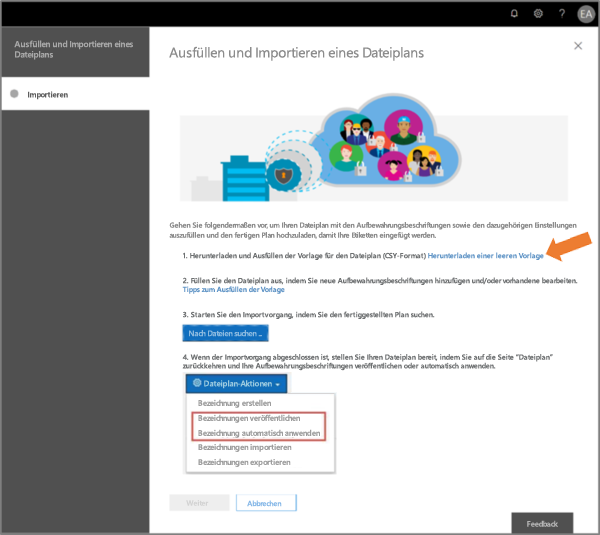 ?
EA
Ausfüllen und Importieren eines
Dateiplans
Importieren
Ausfüllen und Importieren eines Dateiplans
Gehen Sie folgendermaßen vor, um Ihren Dateiplan mit den Aufbewahrungsbeschriftungen sowie den dazugehörigen Einstellungen
auszufüllen und den fertigen Plan hochzuladen, damit Ihre Etiketten eingefügt werden.
1. Herunterladen und Ausfüllen der Vorlage für den Dateiplan (CSY-Format) Herunterladen einer leeren Vorlage
2. Füllen Sie den Dateiplan aus, indem Sie neue Aufbewahrungsbeschriftungen hinzufügen und/oder vorhandene bearbeiten.
Tipps zum Ausfüllen der Vorlage
3. Starten Sie den Importvorgang, indem Sie den fertiggestellten Plan suchen.
Nach Dateien suchen ..
4. Wenn der Importvorgang abgeschlossen ist, stellen Sie Ihren Dateiplan bereit, indem Sie auf die Seite "Dateiplan"
zurückkehren und Ihre Aufbewahrungsbeschriftungen veröffentlichen oder automatisch anwenden.
Dateiplan-Aktionen
Bezeichnung erstellen
Bezeichnungen veröffentlichen
Bezeichnung automatisch anwenden
Bezeichnungen importieren
Bezeichnungen exportieren
Weiter
Abbrechen
Feedback